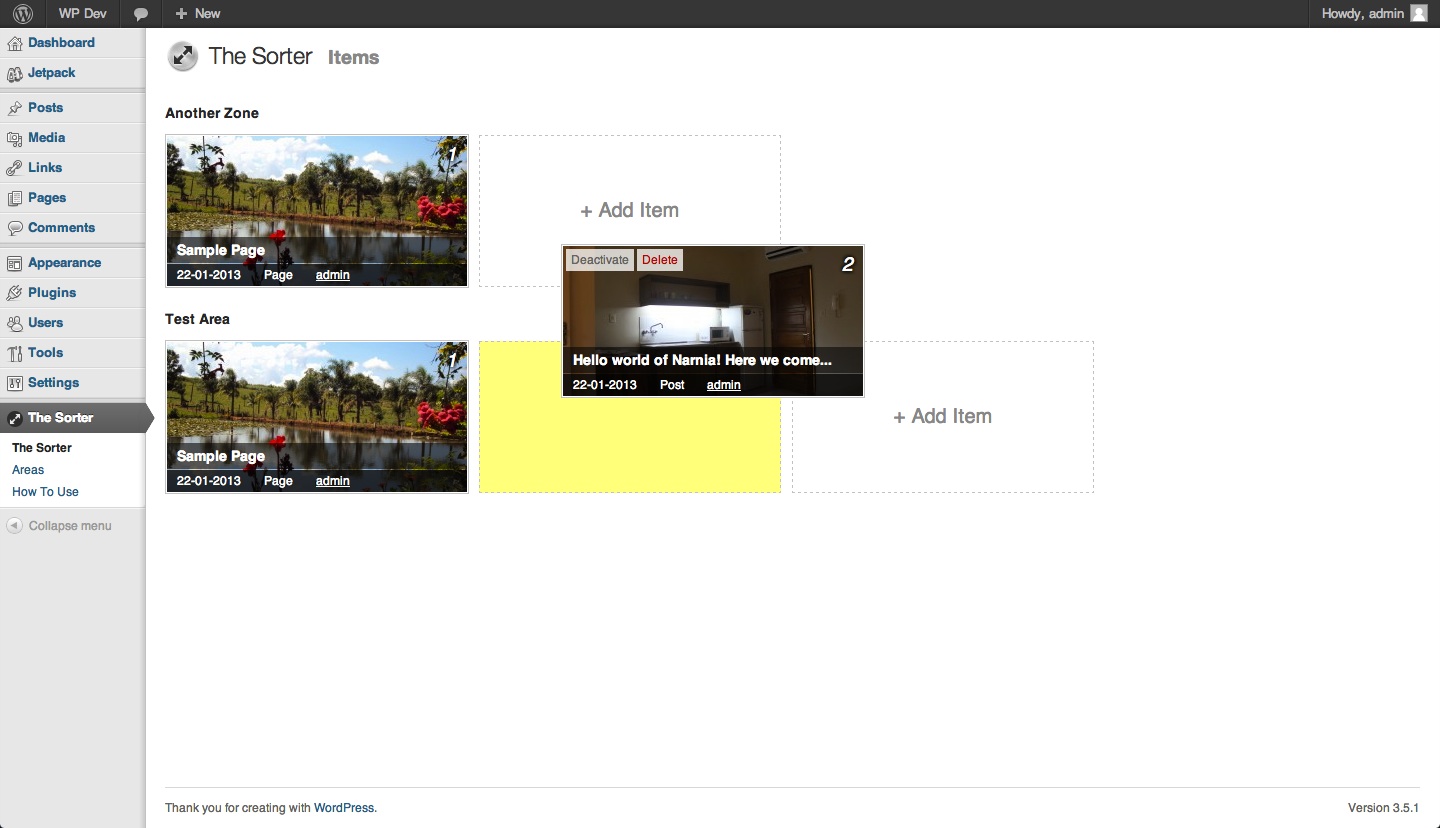 WP Dev
New
Howdy, admin
Dashboard
Jetpack
Posts
Media
Links
Pages
Comments
Appearance
Plugins
Users
Tools
Settings
The Sorter
The Sorter
Areas
How To Use
Collapse menu
The Sorter Items
Another Zone
1
Sample Page
22-01-2013 Page admin
+ Add Item
Deactivate Delete 2
Hello world of Narnia! Here we come...
22-01-2013 Post admin
Test Area
1
Sample Page
22-01-2013 Page admin
+ Add Item
Thank you for creating with WordPress.
Version 3.5.1